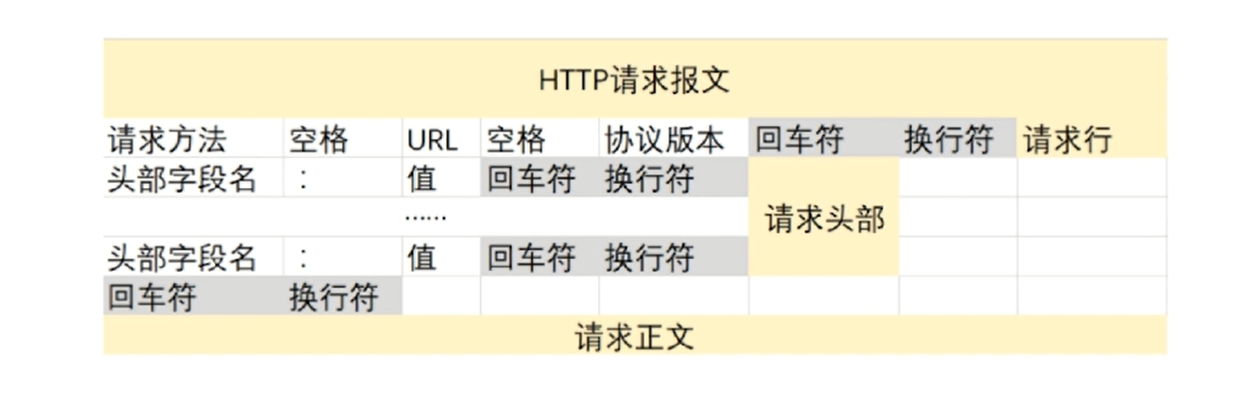 HTTP请求报文
请求方法 空格 URL 空格 协议版本 回车符 换行符 请求行
头部字段名 : 值 回车符 换行符
请求头部
……
头部字段名 : 值 回车符 换行符
回车符 换行符
请求正文